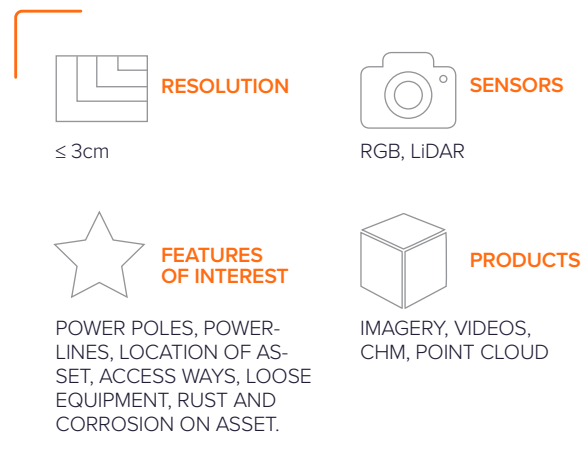 RESOLUTION
≤ 3cm
SENSORS
RGB, LiDAR
FEATURES
OF INTEREST
POWER POLES, POWER-
LINES, LOCATION OF AS-
SET, ACCESS WAYS, LOOSE
EQUIPMENT, RUST AND
CORROSION ON ASSET.
PRODUCTS
IMAGERY, VIDEOS,
CHM, POINT CLOUD